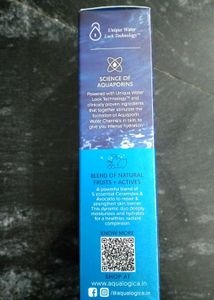 Unique Water
Lock Technology™
SCIENCE OF
AQUAPORINS
Powered with Unique Water
Lock Technology™ and
clinically proven ingredients
that together stimulate the
formation of Aquaporin
Water Channels in skin, to
give you intense hydration!
BLEND OF NATURAL
FRUITS + ACTIVES
A powerful blend of
5 essential Ceramides &
Avocado to repair &
strengthen skin barrier.
This dynamic duo deeply
moisturises and hydrates
for a healthier, radiant
complexion.
KNOW MORE
SHOP AT
www.aqualogica.in
@aqualogica.in